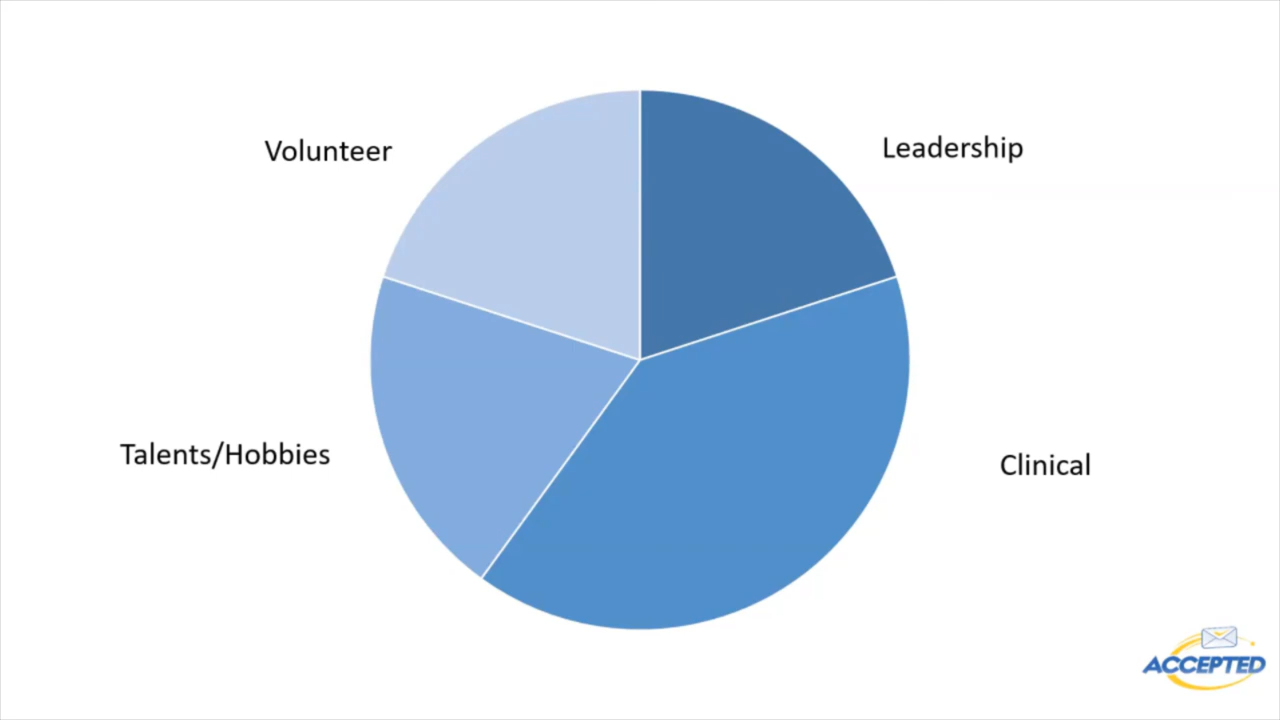 Volunteer
Leadership
Talents/Hobbies
Clinical
ACCEPTED